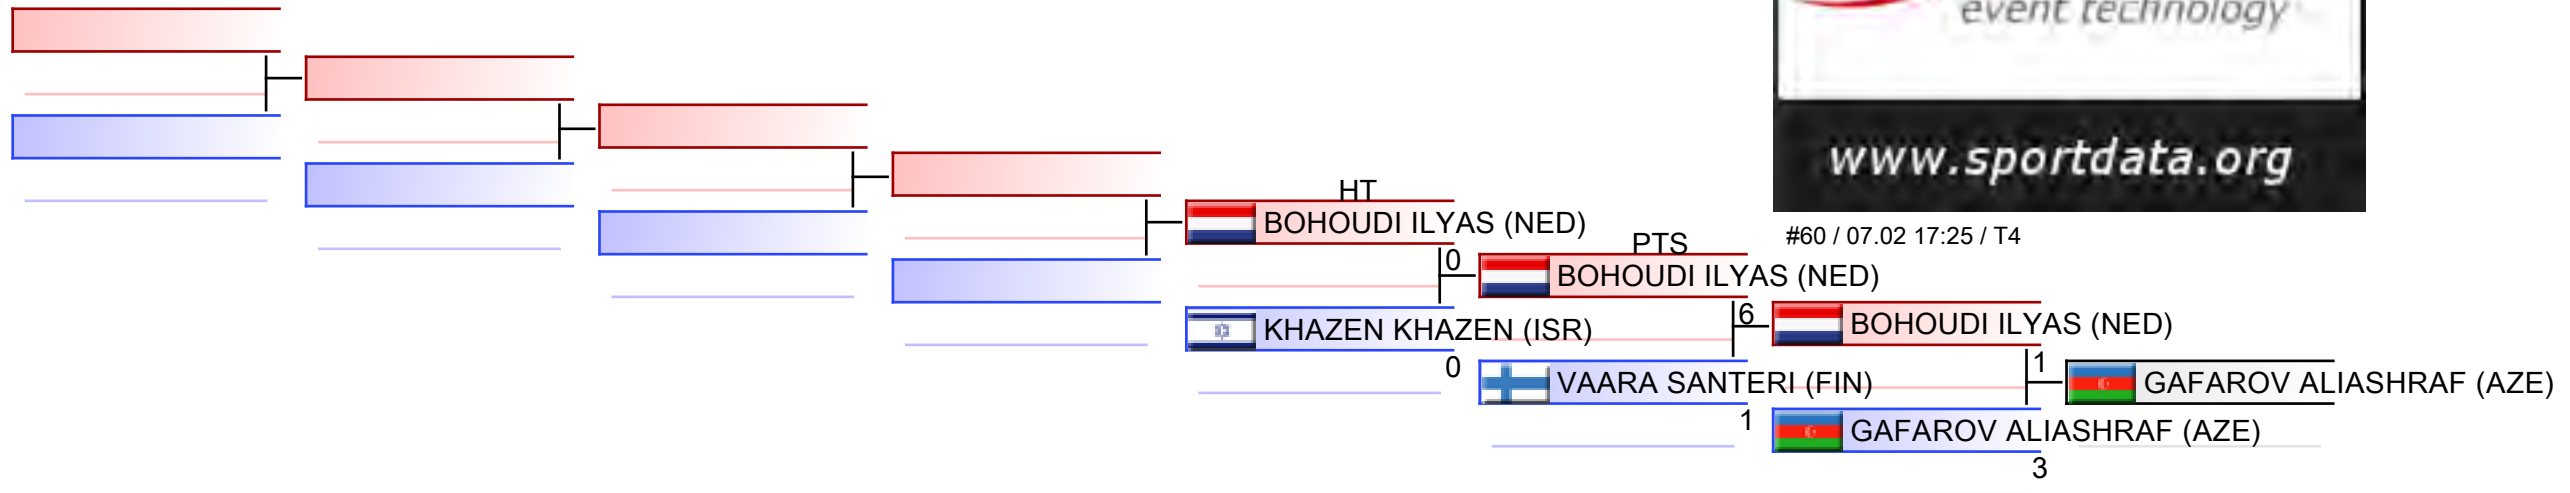 event technology
www.sportdata.org
HT
BOHOUDI ILYAS (NED)
0
KHAZEN KHAZEN (ISR)
0
PTS
BOHOUDI ILYAS (NED)
6
VAARA SANTERI (FIN)
1
#60 / 07.02 17:25 / T4
BOHOUDI ILYAS (NED)
1
GAFAROV ALIASHRAF (AZE)
3
GAFAROV ALIASHRAF (AZE)